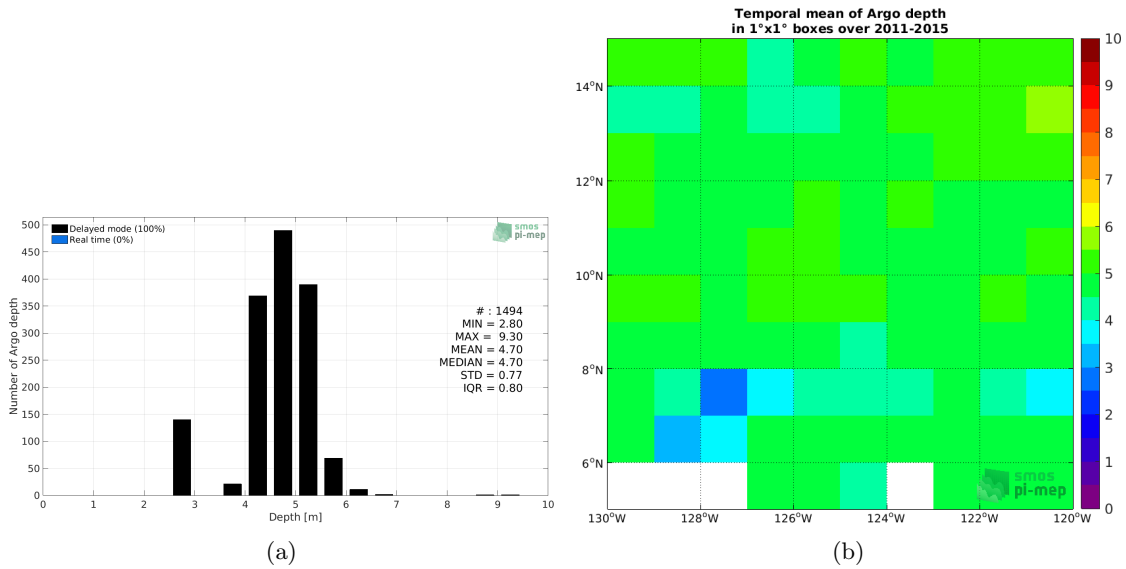 Temporal mean of Argo depth
in 1°x1° boxes over 2011-2015
500
450
400
350
300
250
200
150
100
50
0
Number of Argo depth
Delayed mode (100%)
Real time (0%)
smos
pi-mep
# : 1494
MIN = 2.80
MAX = 9.30
MEAN = 4.70
MEDIAN = 4.70
STD = 0.77
IQR = 0.80
0 1 2 3 4 5 6 7 8 9 10
Depth [m]
(a)
14°N
12°N
10°N
8°N
6°N
130°W 128°W 126°W 124°W 122°W 120°W
smos
pi-mep
10
9
8
7
6
5
4
3
2
1
0
(b)